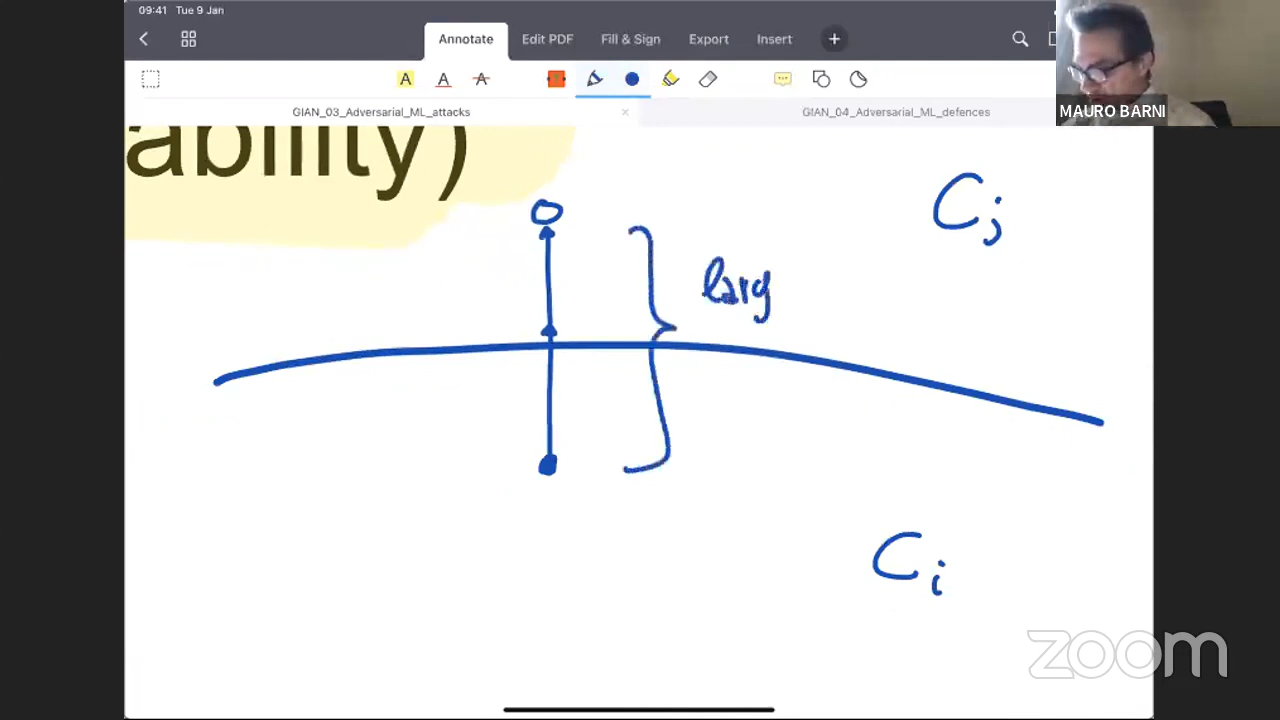 09:41 Tue 9 Jan
Annotate Edit PDF Fill & Sign Export Insert +
A A A T
GIAN_03_Adversarial_ML_attacks × GIAN_04_Adversarial_ML_defences
MAURO BARNI
ability)
Cj
larg
Ci
zoom